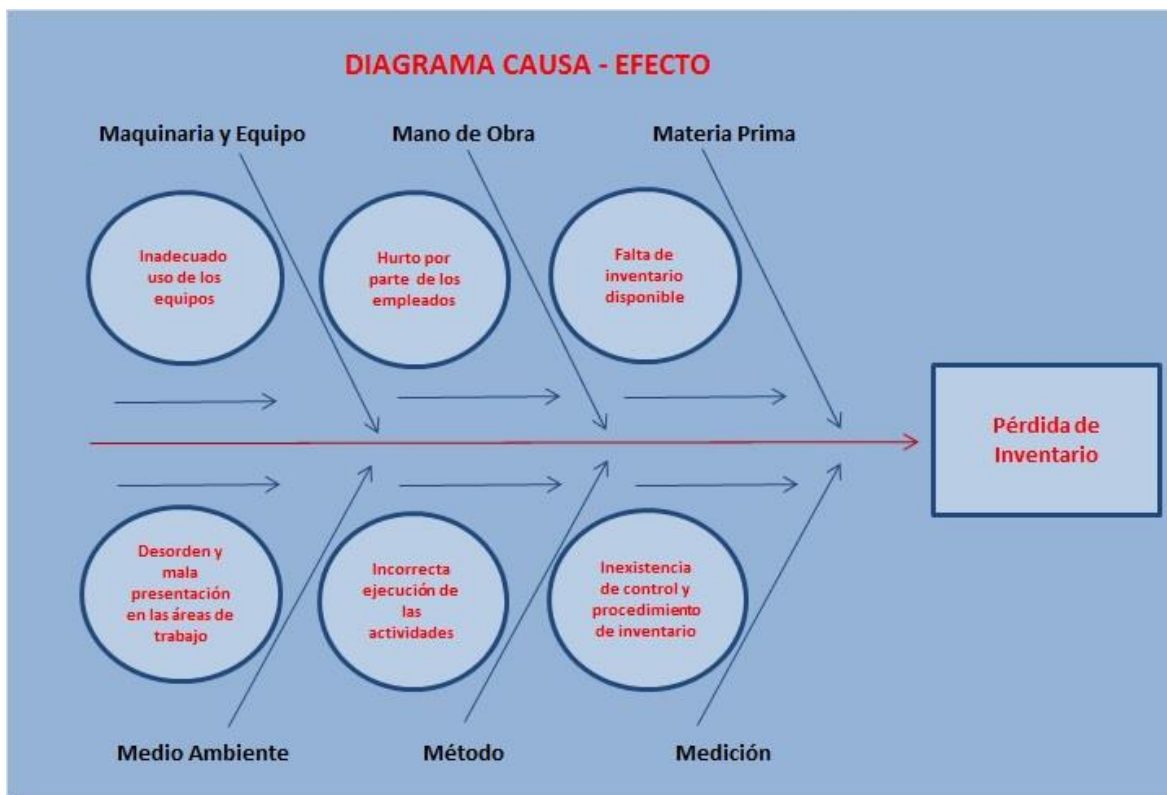 DIAGRAMA CAUSA - EFECTO
Maquinaria y Equipo
Mano de Obra
Materia Prima
Inadecuado
uso de los
equipos
Hurto por
parte de los
empleados
Falta de
inventario
disponible
Pérdida de
Inventario
Desorden y
mala
presentación
en las áreas de
trabajo
Incorrecta
ejecución de
las
actividades
Inexistencia
de control y
procedimiento
de inventario
Medio Ambiente
Método
Medición